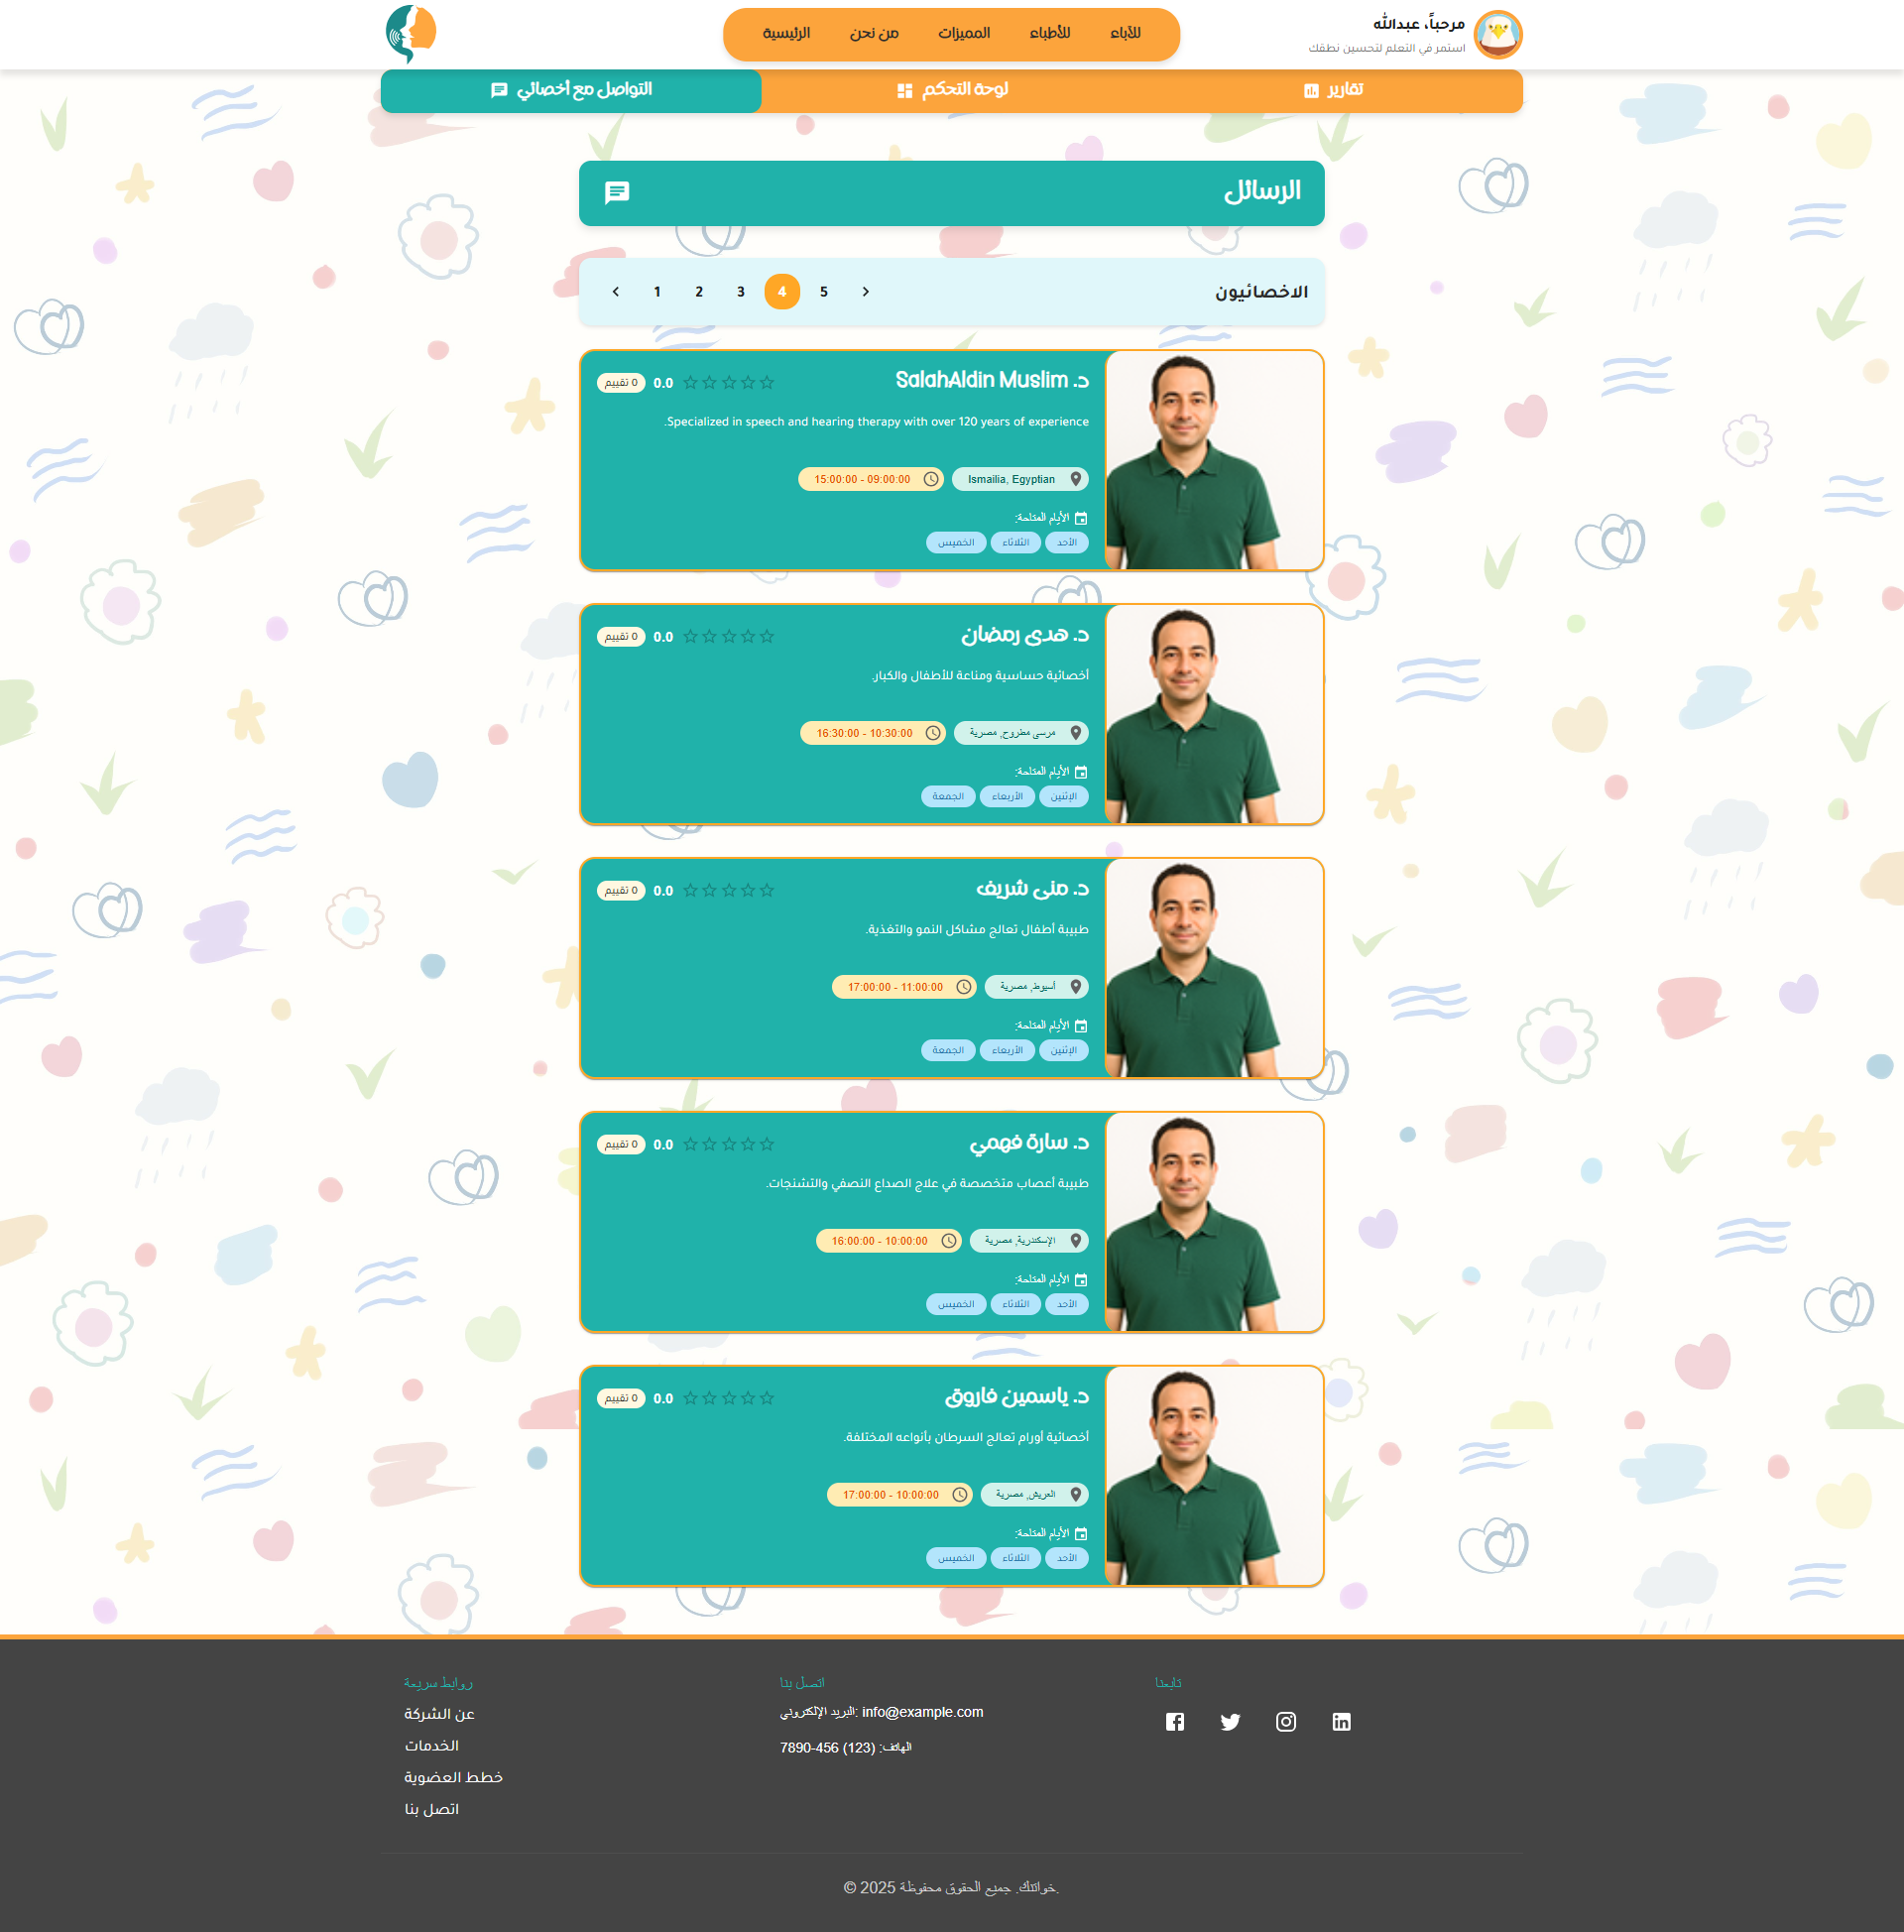 مرحباً، عبدالله
استمر في التعلم لتحسين نطقك
للآباء
للأطباء
المميزات
من نحن
الرئيسية
تقارير
لوحة التحكم
التواصل مع أخصائي
الرسائل
الاخصائيون
1 2 3 4 5
د. SalahAldin Muslim
0.0 0 تقييم
Specialized in speech and hearing therapy with over 120 years of experience.
Ismailia, Egyptian
15:00:00 - 09:00:00
الأيام المتاحة:
الأحد الثلاثاء الخميس
د. هدى رمضان
0.0 0 تقييم
أخصائية حساسية ومناعة للأطفال والكبار.
مرسى مطروح, مصرية
16:30:00 - 10:30:00
الأيام المتاحة:
الإثنين الأربعاء الجمعة
د. منى شريف
0.0 0 تقييم
طبيبة أطفال تعالج مشاكل النمو والتغذية.
أسيوط, مصرية
17:00:00 - 11:00:00
الأيام المتاحة:
الإثنين الأربعاء الجمعة
د. سارة فهمي
0.0 0 تقييم
طبيبة أعصاب متخصصة في علاج الصداع النصفي والتشنجات.
الإسكندرية, مصرية
16:00:00 - 10:00:00
الأيام المتاحة:
الأحد الثلاثاء الخميس
د. ياسمين فاروق
0.0 0 تقييم
أخصائية أورام تعالج السرطان بأنواعه المختلفة.
العريش, مصرية
17:00:00 - 10:00:00
الأيام المتاحة:
الأحد الثلاثاء الخميس
تابعنا
اتصل بنا
البريد الإلكتروني: info@example.com
الهاتف: (123) 456-7890
روابط سريعة
عن الشركة
الخدمات
خطط العضوية
اتصل بنا
© 2025 خواتتك. جميع الحقوق محفوظة.